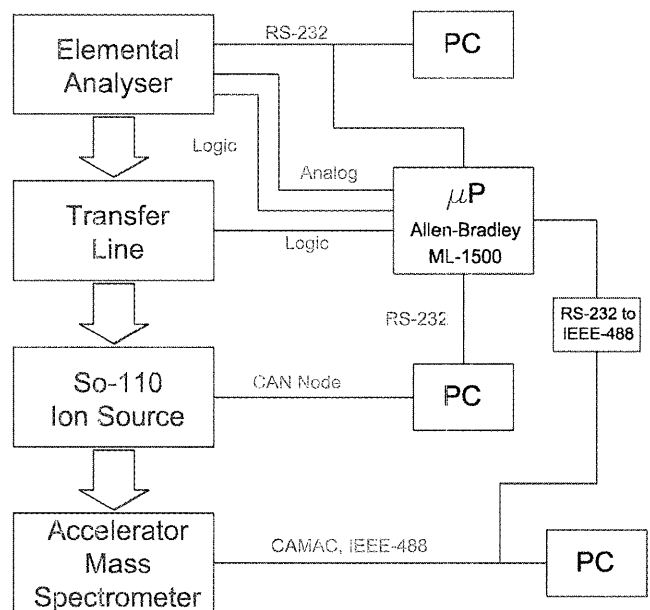 Elemental
Analyser
RS-232
PC
Logic
Analog
μP
Allen-Bradley
ML-1500
Transfer
Line
Logic
RS-232
RS-232 to
IEEE-488
So-110
Ion Source
CAN Node
PC
Accelerator
Mass
Spectrometer
CAMAC, IEEE-488
PC